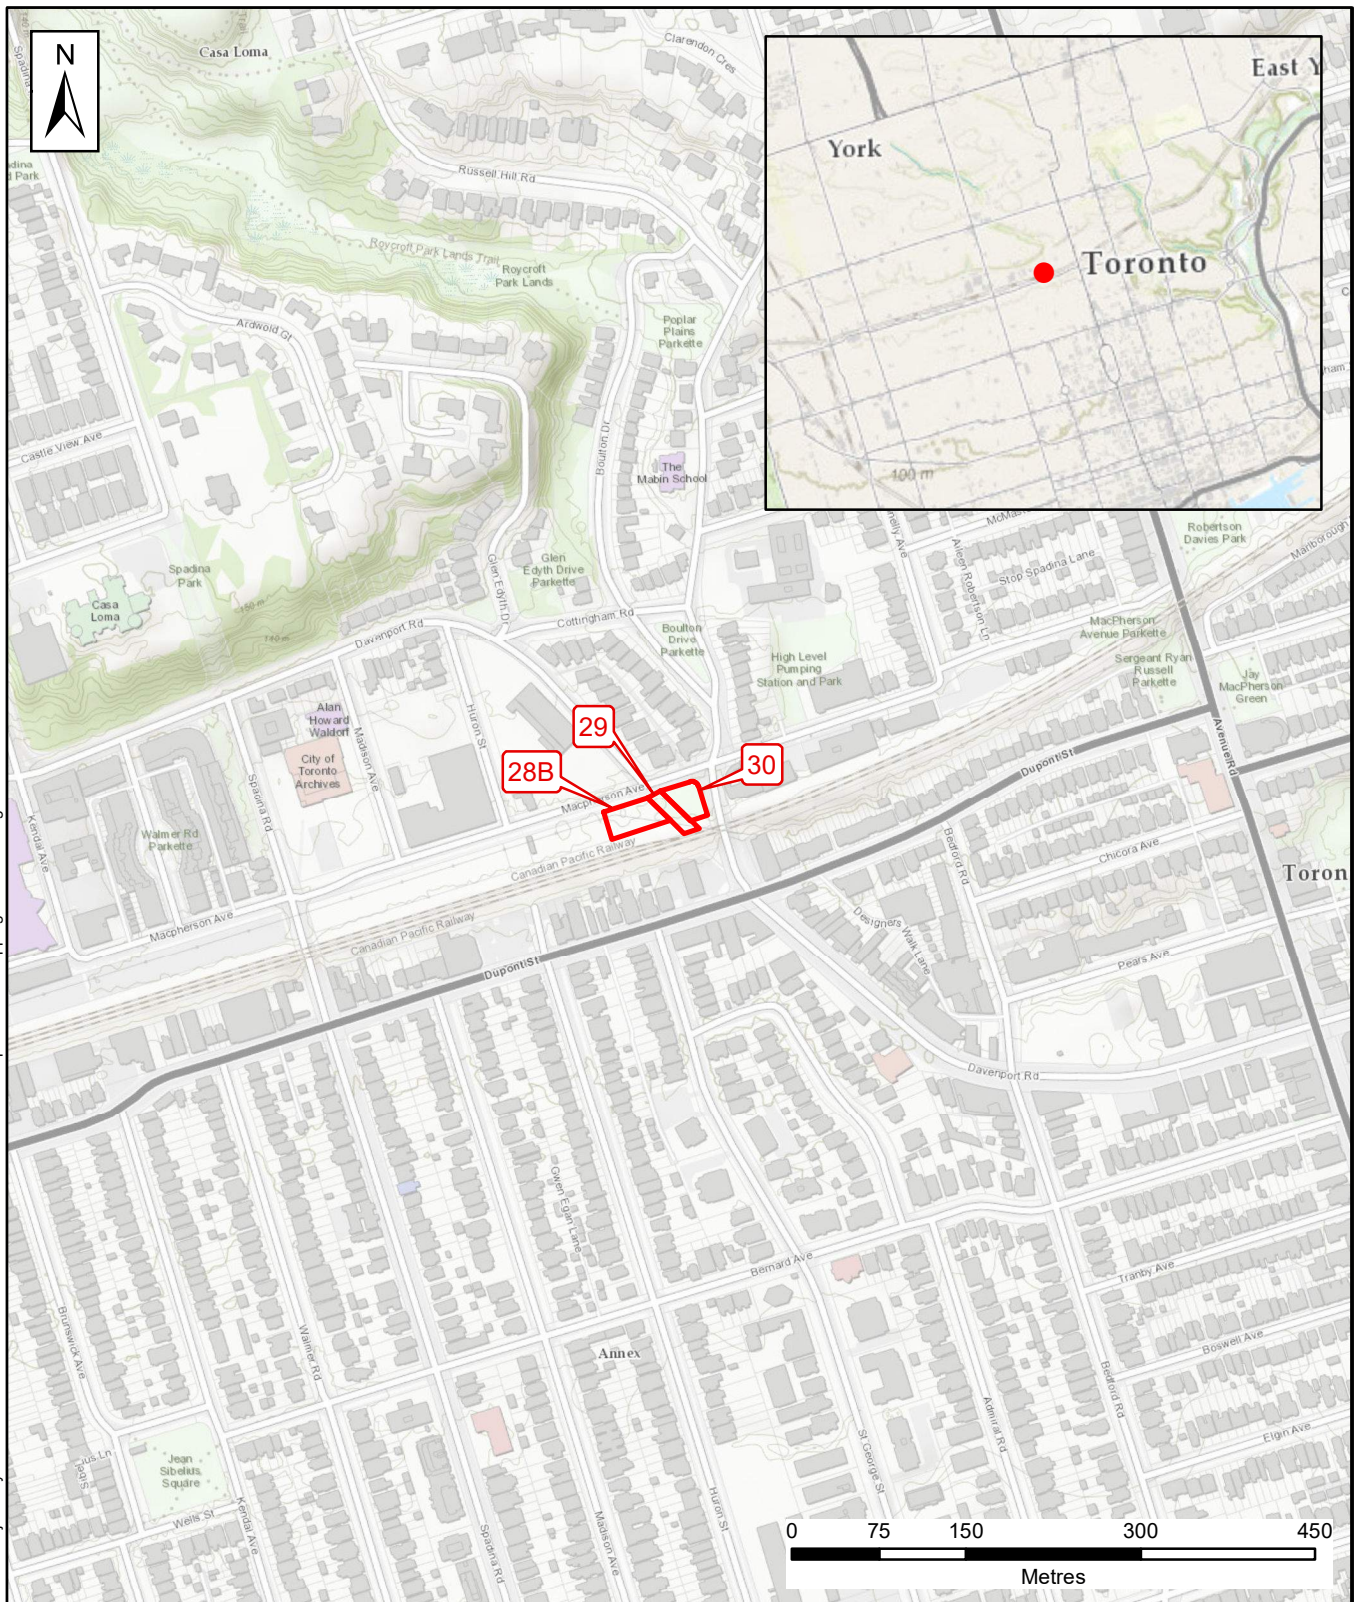 N
Casa Loma
Clarendon Cres
East Y
York
Toronto
100 m
Russell Hill Rd
Roycroft Park Lands Trail
Roycroft
Park Lands
Poplar
Plains
Parkette
Ardwold Gt
Castle View Ave
Boulton Dr
The
Mabin School
Spadina
Park
Casa
Loma
150 m
140 m
Glen Edyth Dr
Glen
Edyth Drive
Parkette
Cottingham Rd
Davenport Rd
Boulton
Drive
Parkette
High Level
Pumping
Station and Park
Aileen Robertson Ln
Stop Spadina Lane
Robertson
Davies Park
Marlborough
MacPherson
Avenue Parkette
Sergeant Ryan
Russell
Parkette
Jay
MacPherson
Green
Avenue Rd
Alan
Howard
Waldorf
City of
Toronto
Archives
Madison Ave
Huron St
Spadina Rd
29
28B
30
Macpherson Ave
Canadian Pacific Railway
Dupont St
Kendal Ave
Walmer Rd
Parkette
Macpherson Ave
Canadian Pacific Railway
Dupont St
Bedford Rd
Chicora Ave
Toron
Designers Walk Lane
Pears Ave
Davenport Rd
Gwen Egan Lane
Bernard Ave
Tranby Ave
Boswell Ave
Brunswick Ave
Walmer Rd
Annex
Bedford Rd
Admiral Rd
Elgin Ave
St George St
Jean
Sibelius
Square
Wells St
Kendal Ave
Spadina Rd
Madison Ave
Huron St
0 75 150 300 450
Metres